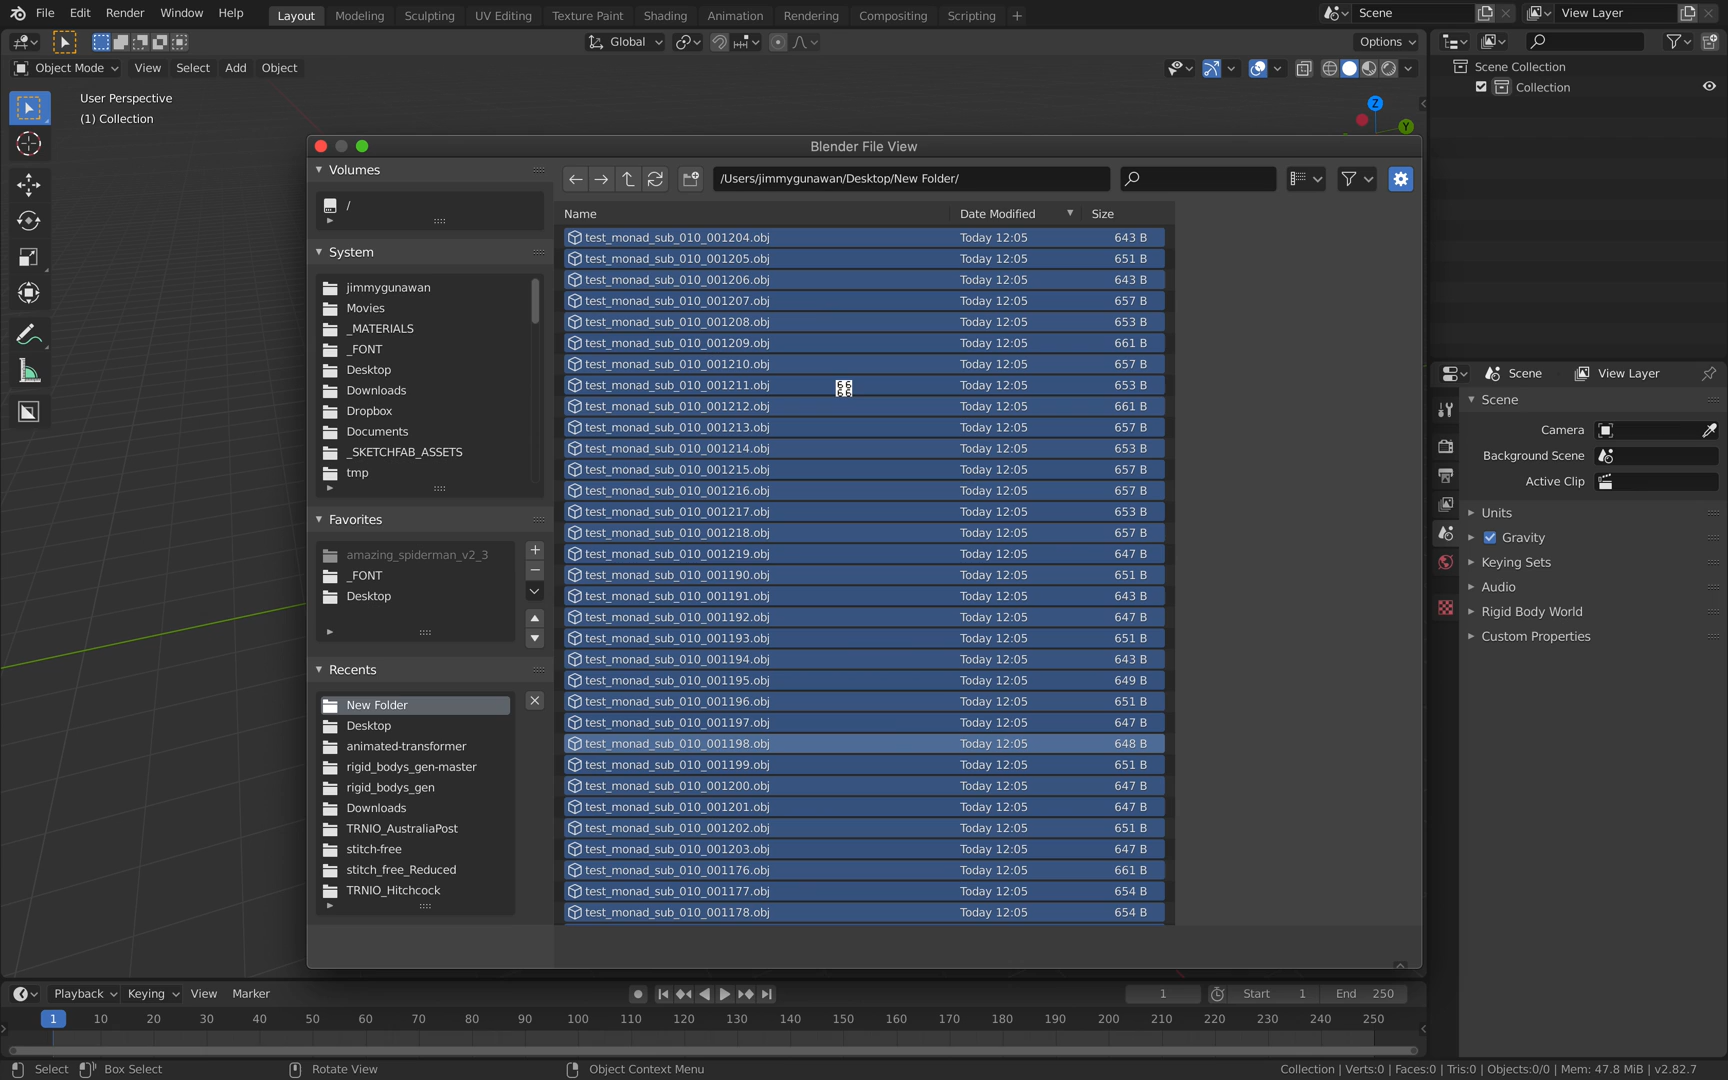 File Edit Render Window Help Layout Modeling Sculpting UV Editing Texture Paint Shading Animation Rendering Compositing Scripting + Scene View Layer
Global Options
Object Mode View Select Add Object
User Perspective
(1) Collection
Scene Collection
Collection
Z
Y
Blender File View
Volumes
/
System
jimmygunawan
Movies
_MATERIALS
_FONT
Desktop
Downloads
Dropbox
Documents
_SKETCHFAB_ASSETS
tmp
Favorites
amazing_spiderman_v2_3
_FONT
Desktop
Recents
New Folder
Desktop
animated-transformer
rigid_bodys_gen-master
rigid_bodys_gen
Downloads
TRNIO_AustraliaPost
stitch-free
stitch_free_Reduced
TRNIO_Hitchcock
/Users/jimmygunawan/Desktop/New Folder/
Name Date Modified Size
test_monad_sub_010_001204.obj Today 12:05 643 B
test_monad_sub_010_001205.obj Today 12:05 651 B
test_monad_sub_010_001206.obj Today 12:05 643 B
test_monad_sub_010_001207.obj Today 12:05 657 B
test_monad_sub_010_001208.obj Today 12:05 653 B
test_monad_sub_010_001209.obj Today 12:05 661 B
test_monad_sub_010_001210.obj Today 12:05 657 B
test_monad_sub_010_001211.obj Today 12:05 653 B
test_monad_sub_010_001212.obj Today 12:05 661 B
test_monad_sub_010_001213.obj Today 12:05 657 B
test_monad_sub_010_001214.obj Today 12:05 653 B
test_monad_sub_010_001215.obj Today 12:05 657 B
test_monad_sub_010_001216.obj Today 12:05 657 B
test_monad_sub_010_001217.obj Today 12:05 653 B
test_monad_sub_010_001218.obj Today 12:05 657 B
test_monad_sub_010_001219.obj Today 12:05 647 B
test_monad_sub_010_001190.obj Today 12:05 651 B
test_monad_sub_010_001191.obj Today 12:05 643 B
test_monad_sub_010_001192.obj Today 12:05 647 B
test_monad_sub_010_001193.obj Today 12:05 651 B
test_monad_sub_010_001194.obj Today 12:05 643 B
test_monad_sub_010_001195.obj Today 12:05 649 B
test_monad_sub_010_001196.obj Today 12:05 651 B
test_monad_sub_010_001197.obj Today 12:05 647 B
test_monad_sub_010_001198.obj Today 12:05 648 B
test_monad_sub_010_001199.obj Today 12:05 651 B
test_monad_sub_010_001200.obj Today 12:05 647 B
test_monad_sub_010_001201.obj Today 12:05 647 B
test_monad_sub_010_001202.obj Today 12:05 651 B
test_monad_sub_010_001203.obj Today 12:05 647 B
test_monad_sub_010_001176.obj Today 12:05 661 B
test_monad_sub_010_001177.obj Today 12:05 654 B
test_monad_sub_010_001178.obj Today 12:05 654 B
Scene View Layer
Scene
Camera
Background Scene
Active Clip
Units
Gravity
Keying Sets
Audio
Rigid Body World
Custom Properties
Playback Keying View Marker 1 Start 1 End 250
1 10 20 30 40 50 60 70 80 90 100 110 120 130 140 150 160 170 180 190 200 210 220 230 240 250
Select Box Select Rotate View Object Context Menu Collection | Verts:0 | Faces:0 | Tris:0 | Objects:0/0 | Mem: 47.8 MiB | v2.82.7